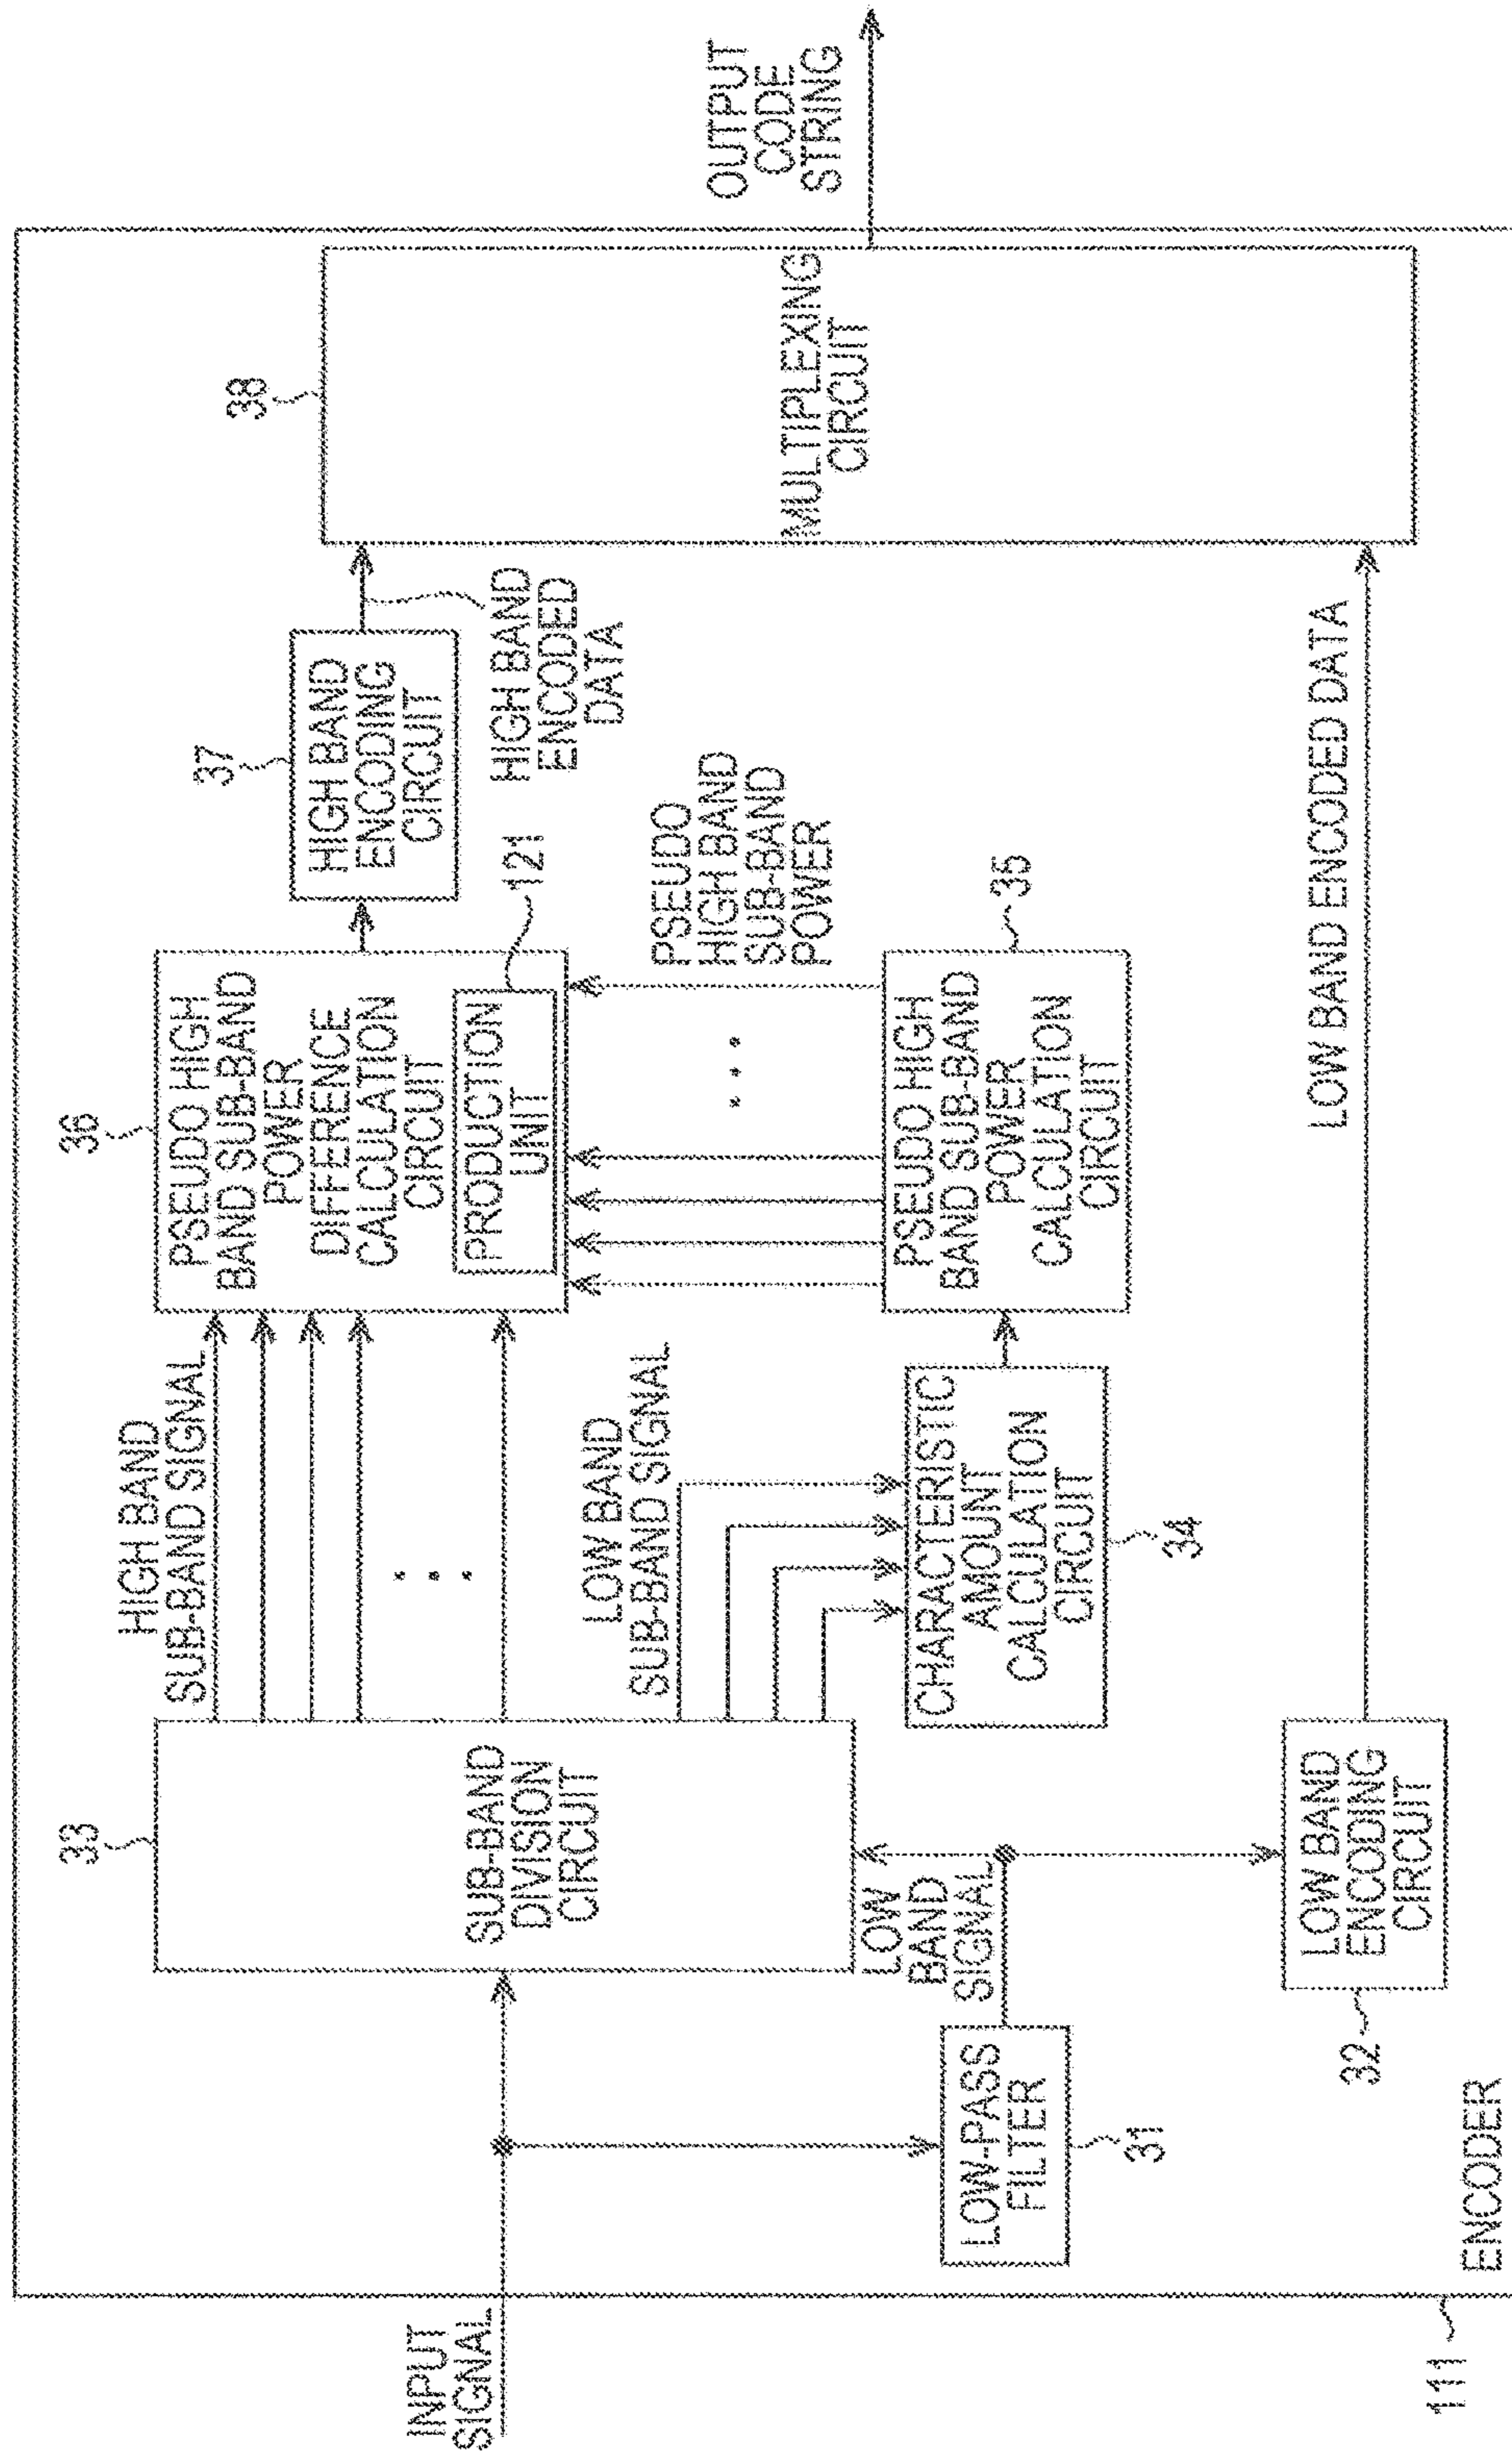 INPUT
SIGNAL
111
ENCODER
33
SUB-BAND
DIVISION
CIRCUIT
HIGH BAND
SUB-BAND SIGNAL
LOW BAND
SUB-BAND SIGNAL
LOW
BAND
SIGNAL
LOW-PASS
FILTER
31
LOW BAND
ENCODING
CIRCUIT
32
CHARACTERISTIC
AMOUNT
CALCULATION
CIRCUIT
34
36
PSEUDO HIGH
BAND SUB-BAND
POWER
DIFFERENCE
CALCULATION
CIRCUIT
PRODUCTION
UNIT
121
PSEUDO
HIGH BAND
SUB-BAND
POWER
35
PSEUDO HIGH
BAND SUB-BAND
POWER
CALCULATION
CIRCUIT
37
HIGH BAND
ENCODING
CIRCUIT
HIGH BAND
ENCODED
DATA
LOW BAND ENCODED DATA
38
MULTIPLEXING
CIRCUIT
OUTPUT
CODE
STRING